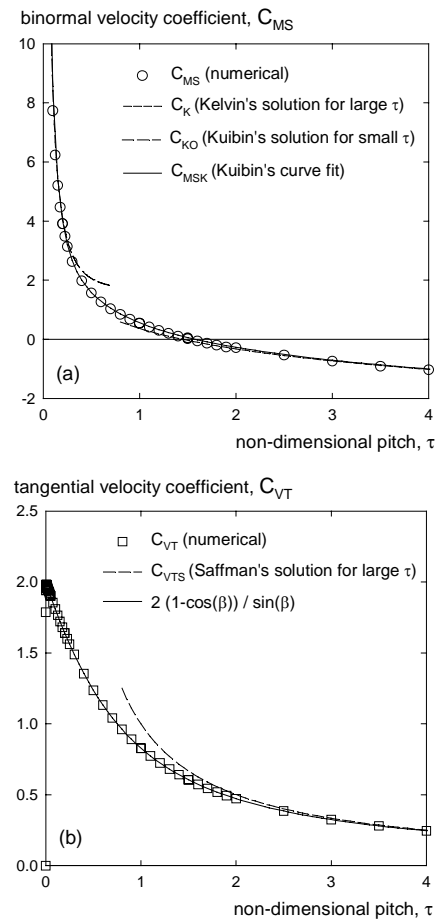 binormal velocity coefficient, C_MS
10
8
6
4
2
0
-2
C_MS (numerical)
C_K (Kelvin's solution for large τ)
C_KO (Kuibin's solution for small τ)
C_MSK (Kuibin's curve fit)
(a)
0 1 2 3 4
non-dimensional pitch, τ
tangential velocity coefficient, C_VT
2.5
2.0
1.5
1.0
0.5
0.0
C_VT (numerical)
C_VTS (Saffman's solution for large τ)
2 (1-cos(β)) / sin(β)
(b)
0 1 2 3 4
non-dimensional pitch, τ